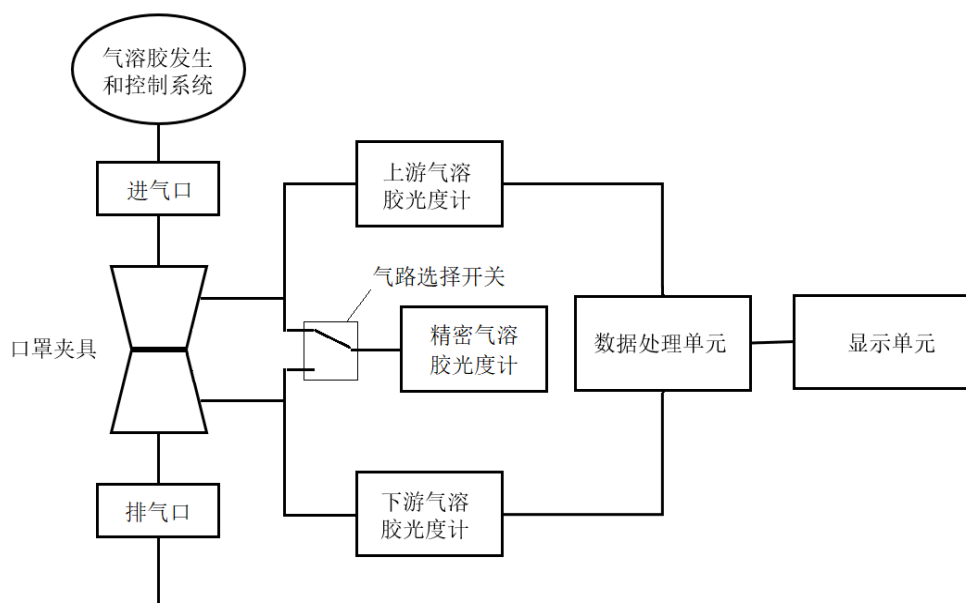 气溶胶发生
和控制系统
进气口
上游气溶
胶光度计
气路选择开关
口罩夹具
精密气溶
胶光度计
数据处理单元
显示单元
排气口
下游气溶
胶光度计